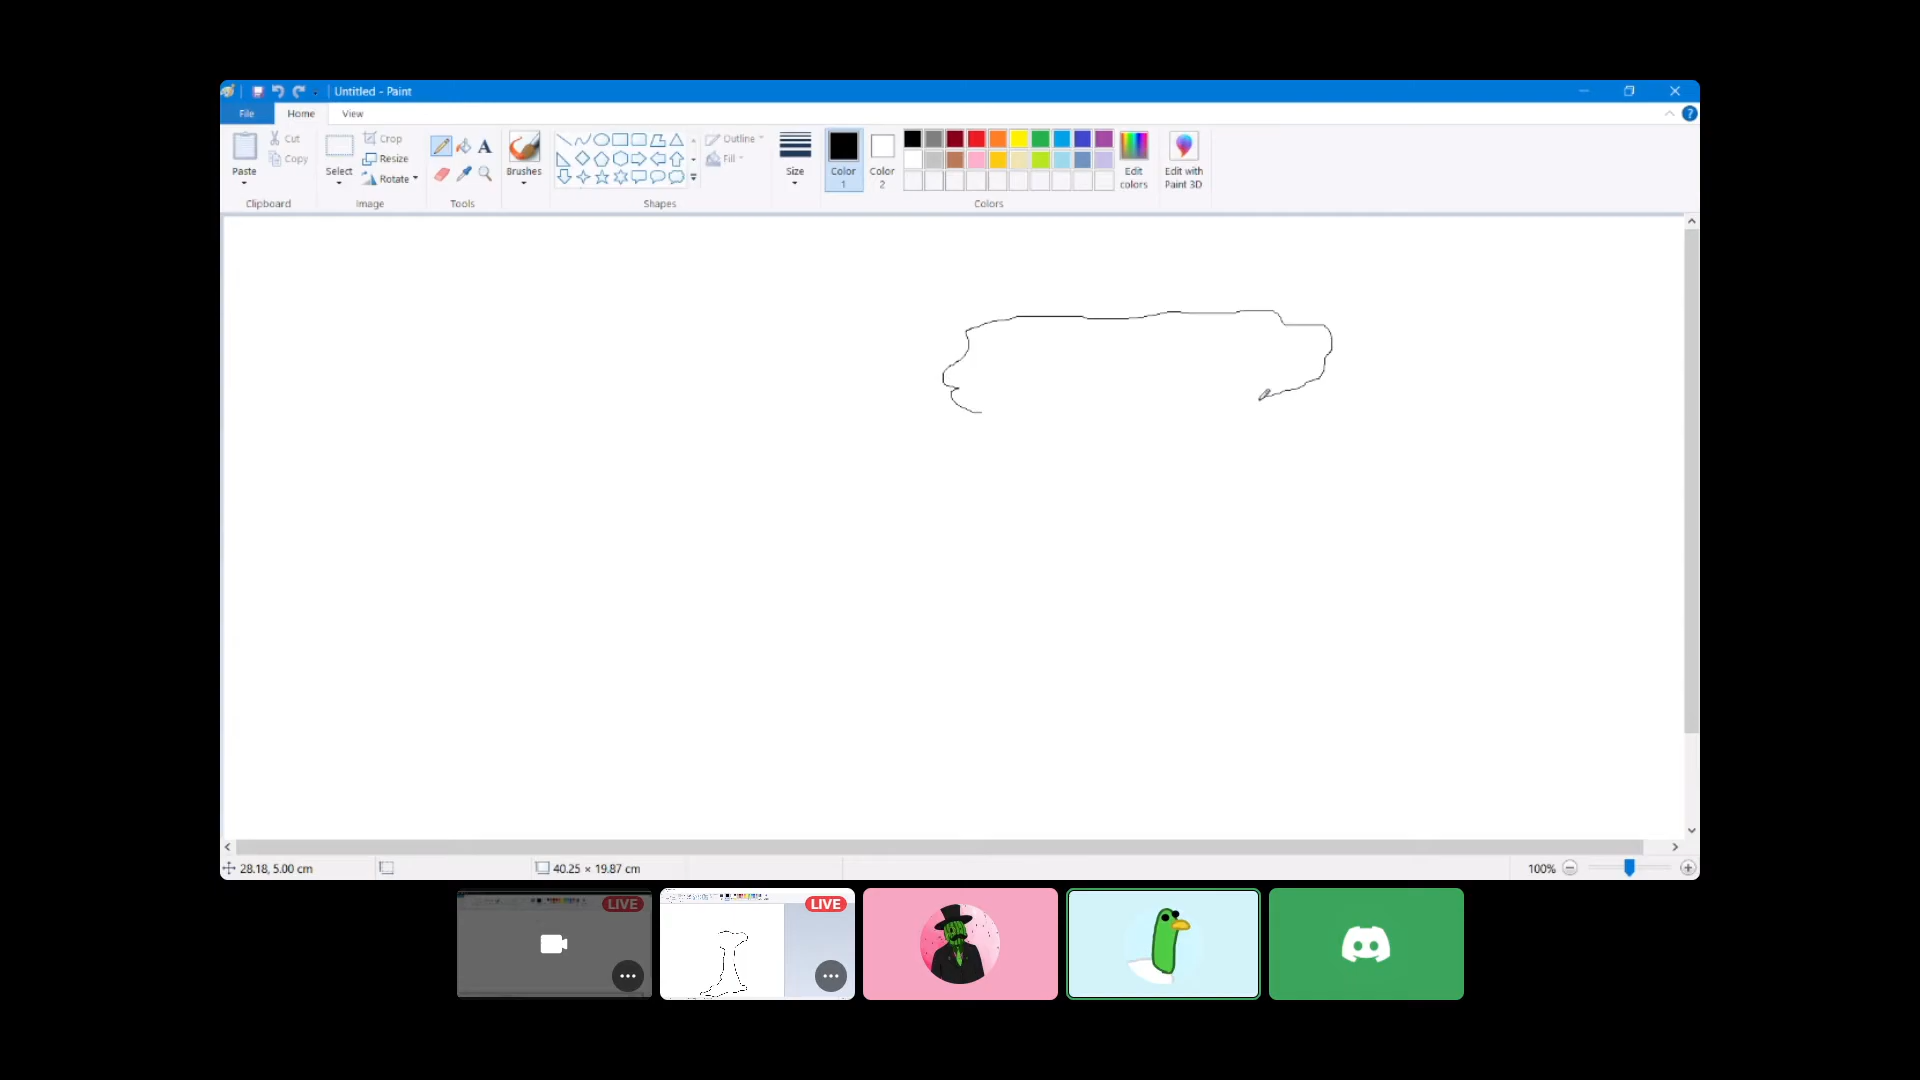 Untitled - Paint
File Home View
Paste
Cut
Copy
Clipboard
Select
Crop
Resize
Rotate
Image
A
Tools
Brushes
Outline
Fill
Shapes
Size
Color 1
Color 2
Edit colors
Colors
Edit with Paint 3D
28.18, 5.00 cm
40.25 × 19.87 cm
100%
LIVE
LIVE